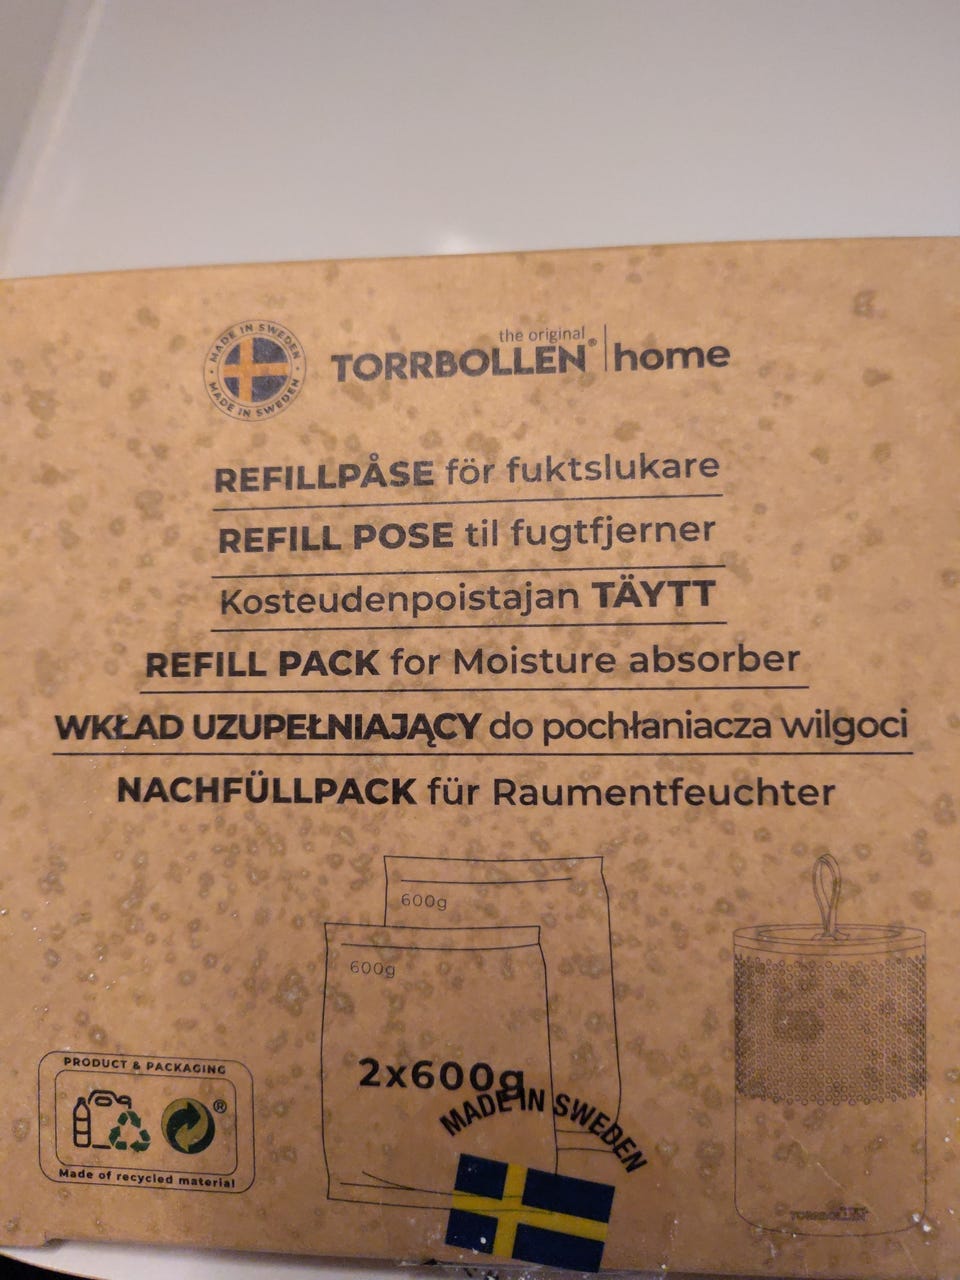 MADE IN SWEDEN
MADE IN SWEDEN
the original
TORRBOLLEN® | home
REFILLPÅSE för fuktslukare
REFILL POSE til fugtfjerner
Kosteudenpoistajan TÄYTT
REFILL PACK for Moisture absorber
WKŁAD UZUPEŁNIAJĄCY do pochłaniacza wilgoci
NACHFÜLLPACK für Raumentfeuchter
600g
600g
2x600g
MADE IN SWEDEN
PRODUCT & PACKAGING
®
Made of recycled material
TORRBOLLEN